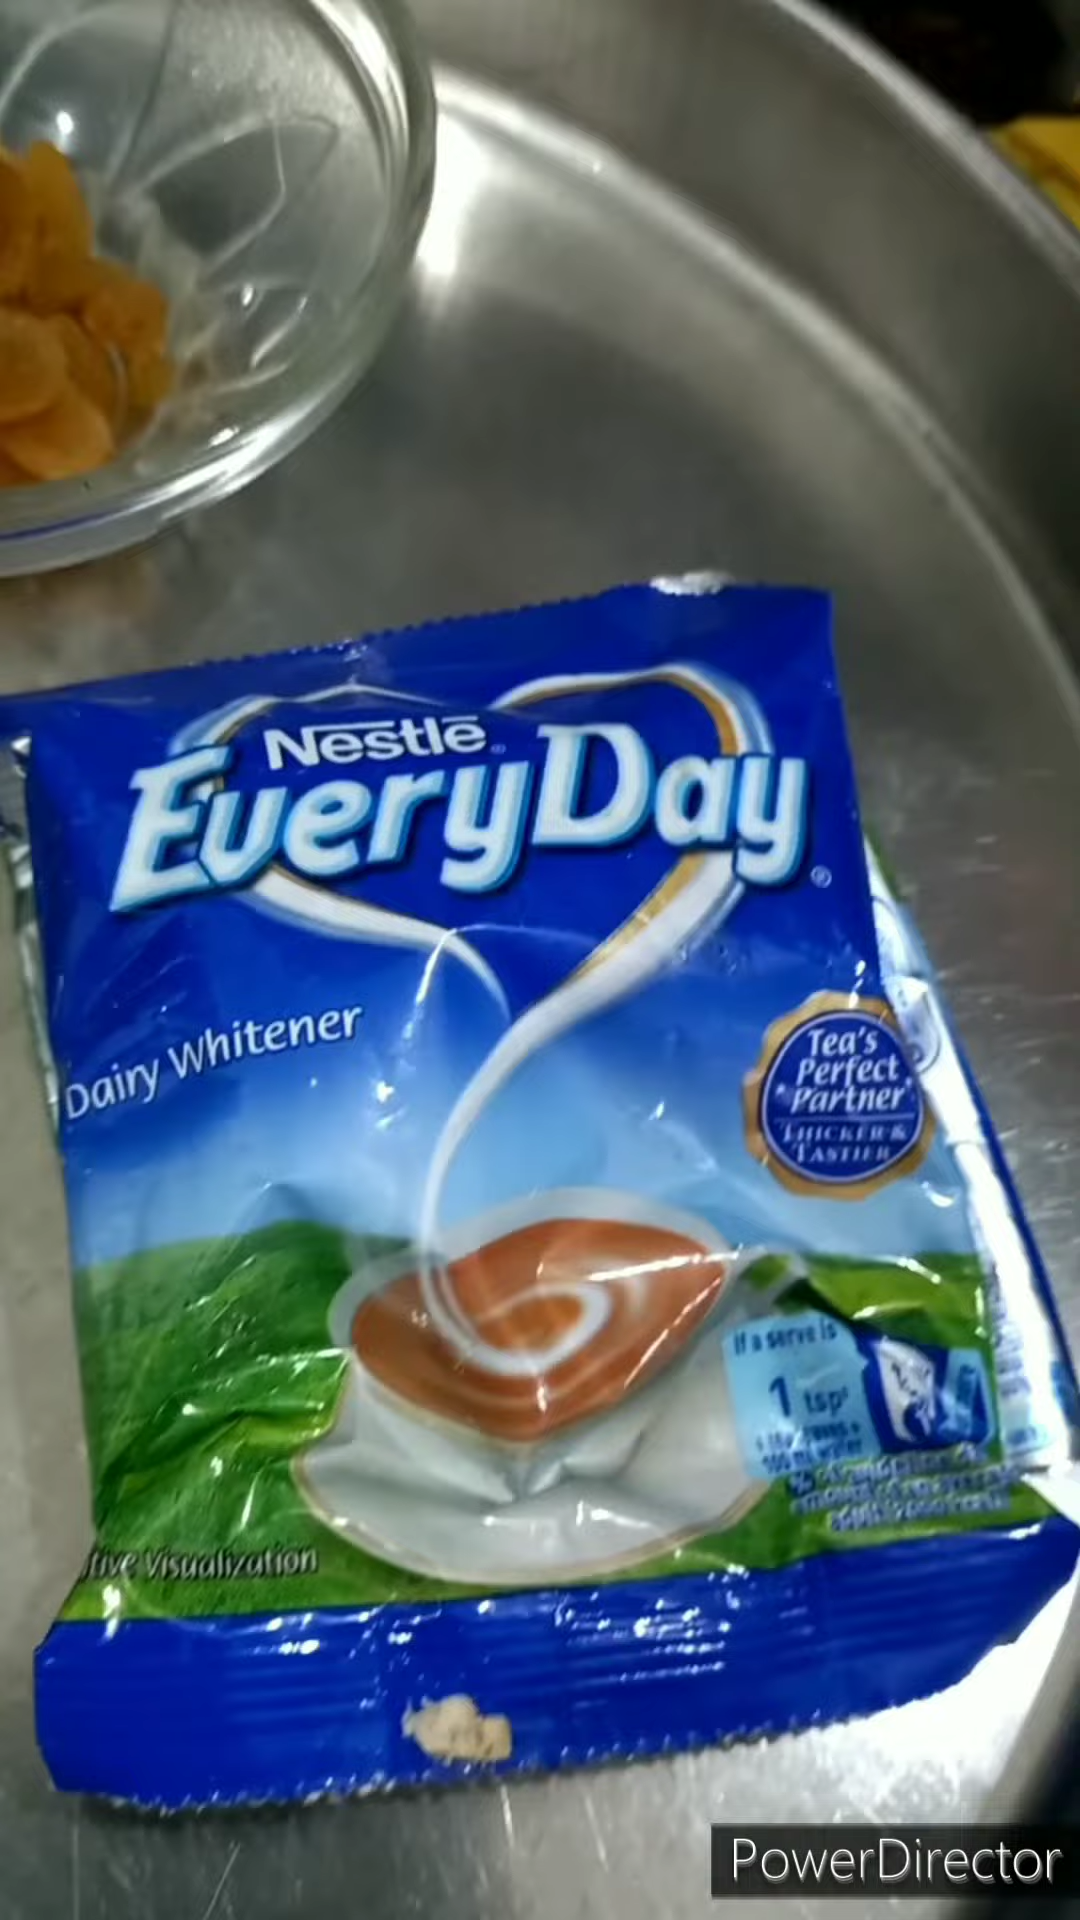 Nestlé
EveryDay®
Dairy Whitener
Tea's
Perfect
Partner
THICKER &
TASTIER
If a serve is
1 tsp
Visualization
PowerDirector